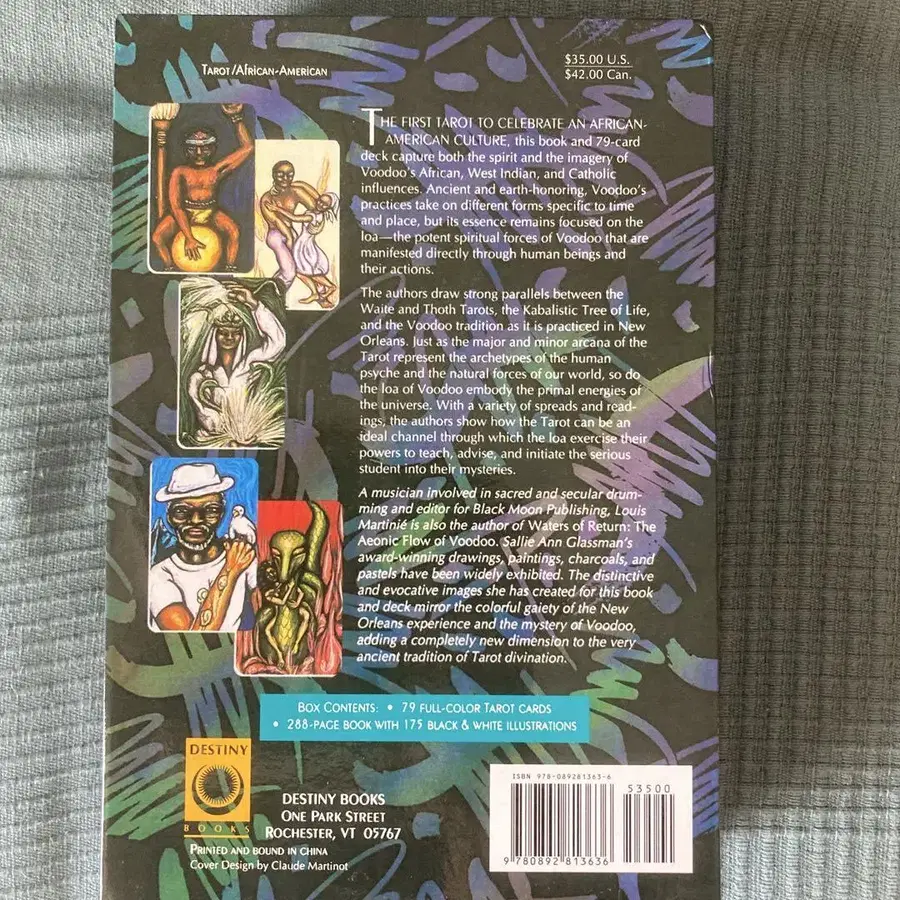 TAROT/AFRICAN-AMERICAN
$35.00 U.S.
$42.00 Can.
THE FIRST TAROT TO CELEBRATE AN AFRICAN-
AMERICAN CULTURE, this book and 79-card
deck capture both the spirit and the imagery of
Voodoo's African, West Indian, and Catholic
influences. Ancient and earth-honoring, Voodoo's
practices take on different forms specific to time
and place, but its essence remains focused on the
loa—the potent spiritual forces of Voodoo that are
manifested directly through human beings and
their actions.
The authors draw strong parallels between the
Waite and Thoth Tarots, the Kabalistic Tree of Life,
and the Voodoo tradition as it is practiced in New
Orleans. Just as the major and minor arcana of the
Tarot represent the archetypes of the human
psyche and the natural forces of our world, so do
the loa of Voodoo embody the primal energies of
the universe. With a variety of spreads and read-
ings, the authors show how the Tarot can be an
ideal channel through which the loa exercise their
powers to teach, advise, and initiate the serious
student into their mysteries.
A musician involved in sacred and secular drum-
ming and editor for Black Moon Publishing, Louis
Martinié is also the author of Waters of Return: The
Aeonic Flow of Voodoo. Sallie Ann Glassman's
award-winning drawings, paintings, charcoals, and
pastels have been widely exhibited. The distinctive
and evocative images she has created for this book
and deck mirror the colorful gaiety of the New
Orleans experience and the mystery of Voodoo,
adding a completely new dimension to the very
ancient tradition of Tarot divination.
BOX CONTENTS: • 79 FULL-COLOR TAROT CARDS
• 288-PAGE BOOK WITH 175 BLACK & WHITE ILLUSTRATIONS
DESTINY
BOOKS
DESTINY BOOKS
ONE PARK STREET
ROCHESTER, VT 05767
PRINTED AND BOUND IN CHINA
Cover Design by Claude Martinot
ISBN 978-089281363-6
53500
9 780892 813636